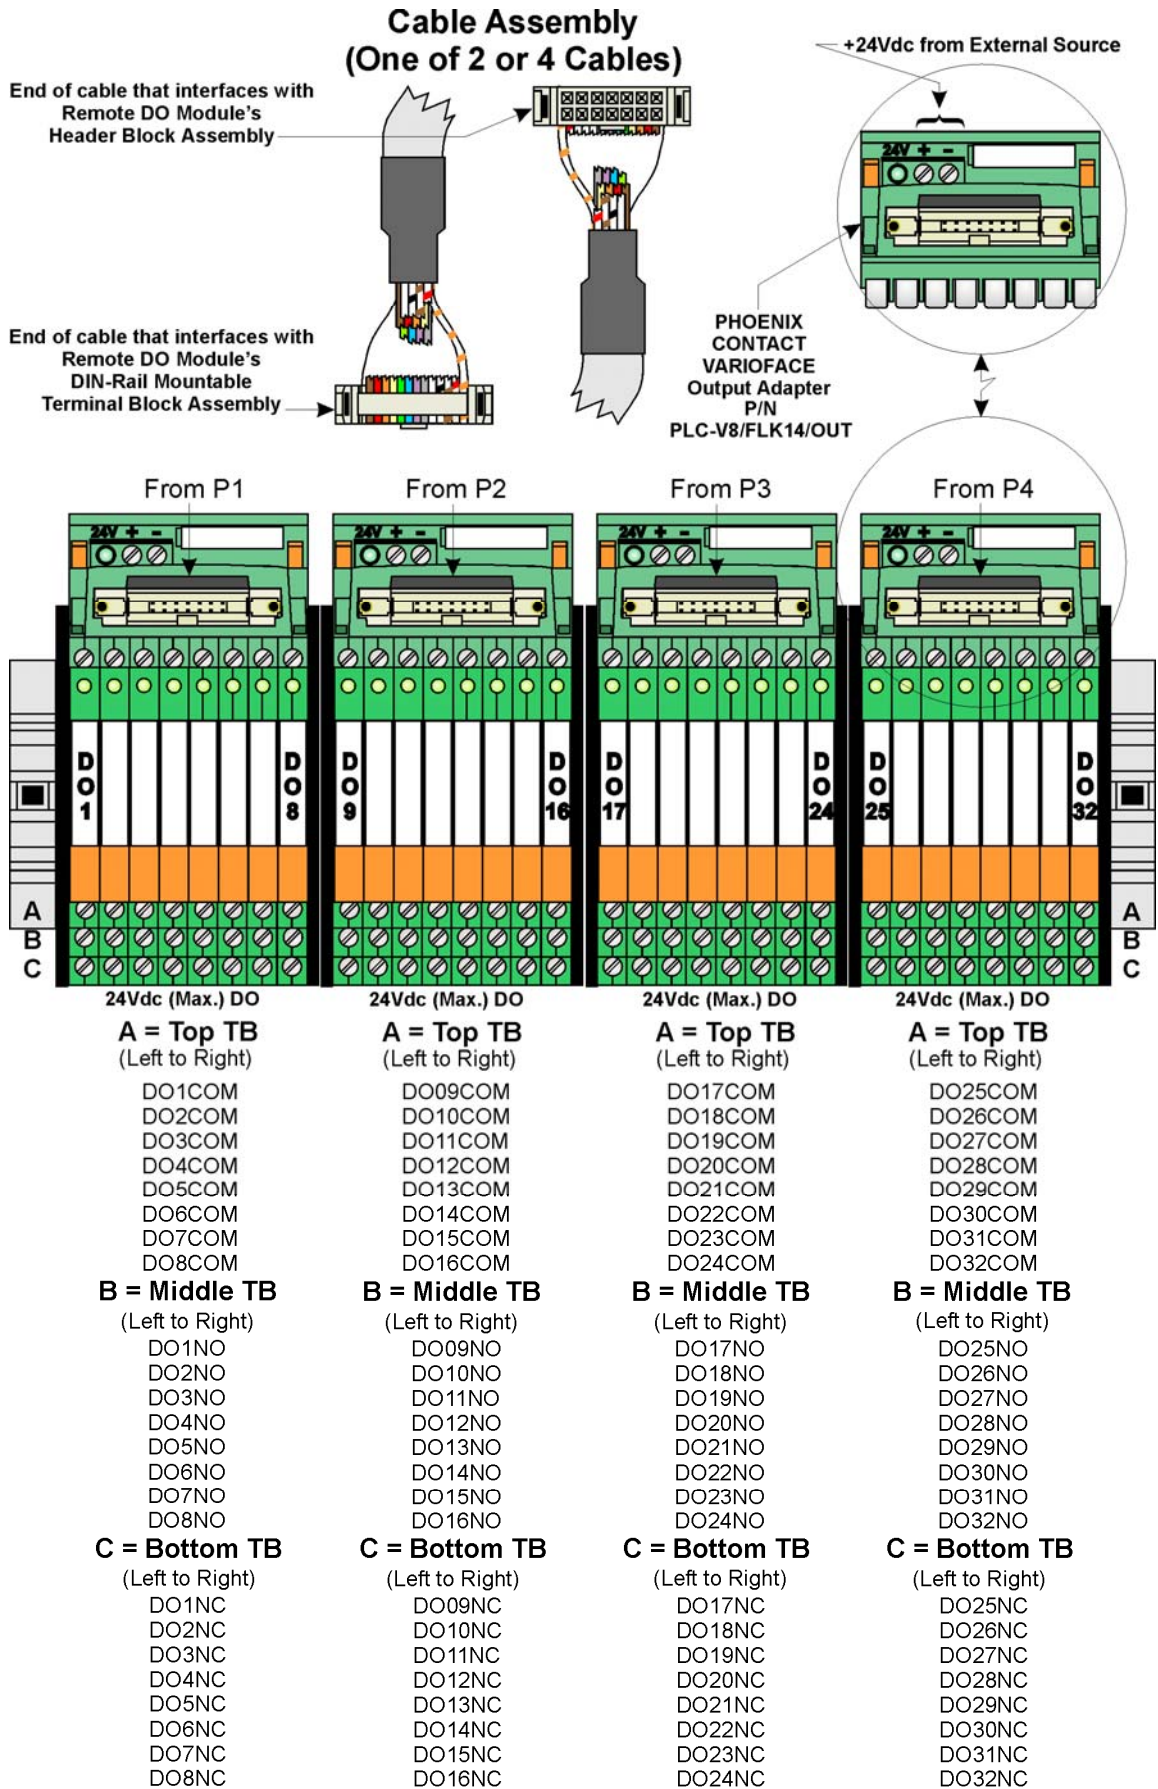 Cable Assembly
(One of 2 or 4 Cables)
+24Vdc from External Source
End of cable that interfaces with
Remote DO Module's
Header Block Assembly
24V + -
End of cable that interfaces with
Remote DO Module's
DIN-Rail Mountable
Terminal Block Assembly
PHOENIX
CONTACT
VARIOFACE
Output Adapter
P/N
PLC-V8/FLK14/OUT
From P1 From P2 From P3 From P4
24V + - 24V + - 24V + - 24V + -
DO1 DO8 DO9 DO16 DO17 DO24 DO25 DO32
A A
B B
C C
24Vdc (Max.) DO 24Vdc (Max.) DO 24Vdc (Max.) DO 24Vdc (Max.) DO
A = Top TB A = Top TB A = Top TB A = Top TB
(Left to Right) (Left to Right) (Left to Right) (Left to Right)
DO1COM DO09COM DO17COM DO25COM
DO2COM DO10COM DO18COM DO26COM
DO3COM DO11COM DO19COM DO27COM
DO4COM DO12COM DO20COM DO28COM
DO5COM DO13COM DO21COM DO29COM
DO6COM DO14COM DO22COM DO30COM
DO7COM DO15COM DO23COM DO31COM
DO8COM DO16COM DO24COM DO32COM
B = Middle TB B = Middle TB B = Middle TB B = Middle TB
(Left to Right) (Left to Right) (Left to Right) (Left to Right)
DO1NO DO09NO DO17NO DO25NO
DO2NO DO10NO DO18NO DO26NO
DO3NO DO11NO DO19NO DO27NO
DO4NO DO12NO DO20NO DO28NO
DO5NO DO13NO DO21NO DO29NO
DO6NO DO14NO DO22NO DO30NO
DO7NO DO15NO DO23NO DO31NO
DO8NO DO16NO DO24NO DO32NO
C = Bottom TB C = Bottom TB C = Bottom TB C = Bottom TB
(Left to Right) (Left to Right) (Left to Right) (Left to Right)
DO1NC DO09NC DO17NC DO25NC
DO2NC DO10NC DO18NC DO26NC
DO3NC DO11NC DO19NC DO27NC
DO4NC DO12NC DO20NC DO28NC
DO5NC DO13NC DO21NC DO29NC
DO6NC DO14NC DO22NC DO30NC
DO7NC DO15NC DO23NC DO31NC
DO8NC DO16NC DO24NC DO32NC